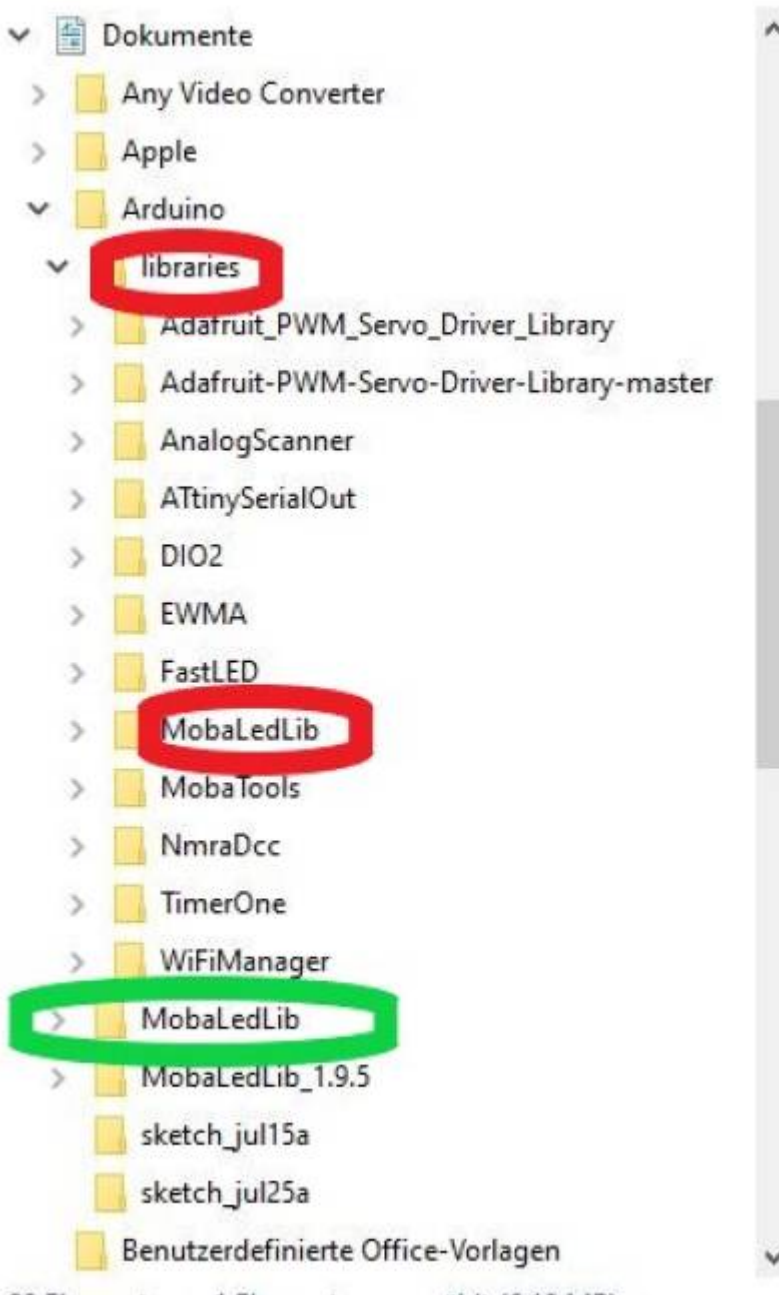 Dokumente
Any Video Converter
Apple
Arduino
libraries
Adafruit_PWM_Servo_Driver_Library
Adafruit-PWM-Servo-Driver-Library-master
AnalogScanner
ATtinySerialOut
DIO2
EWMA
FastLED
MobaLedLib
MobaTools
NmraDcc
TimerOne
WiFiManager
MobaLedLib
MobaLedLib_1.9.5
sketch_jul15a
sketch_jul25a
Benutzerdefinierte Office-Vorlagen